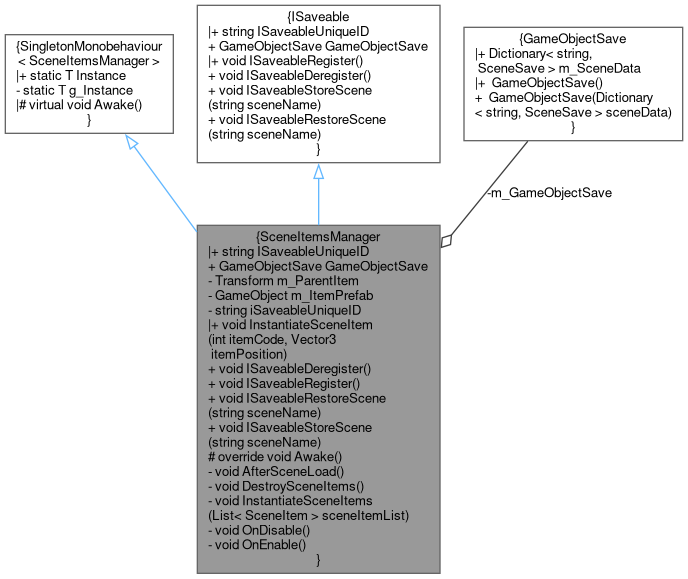 {SingletonMonobehaviour
< SceneItemsManager >
|+ static T Instance
- static T g_Instance
|# virtual void Awake()
}
{ISaveable
|+ string ISaveableUniqueID
+ GameObjectSave GameObjectSave
|+ void ISaveableRegister()
+ void ISaveableDeregister()
+ void ISaveableStoreScene
(string sceneName)
+ void ISaveableRestoreScene
(string sceneName)
}
{GameObjectSave
|+ Dictionary< string,
SceneSave > m_SceneData
|+  GameObjectSave()
+  GameObjectSave(Dictionary
< string, SceneSave > sceneData)
}
-m_GameObjectSave
{SceneItemsManager
|+ string ISaveableUniqueID
+ GameObjectSave GameObjectSave
- Transform m_ParentItem
- GameObject m_ItemPrefab
- string iSaveableUniqueID
|+ void InstantiateSceneItem
(int itemCode, Vector3
itemPosition)
+ void ISaveableDeregister()
+ void ISaveableRegister()
+ void ISaveableRestoreScene
(string sceneName)
+ void ISaveableStoreScene
(string sceneName)
# override void Awake()
- void AfterSceneLoad()
- void DestroySceneItems()
- void InstantiateSceneItems
(List< SceneItem > sceneItemList)
- void OnDisable()
- void OnEnable()
}